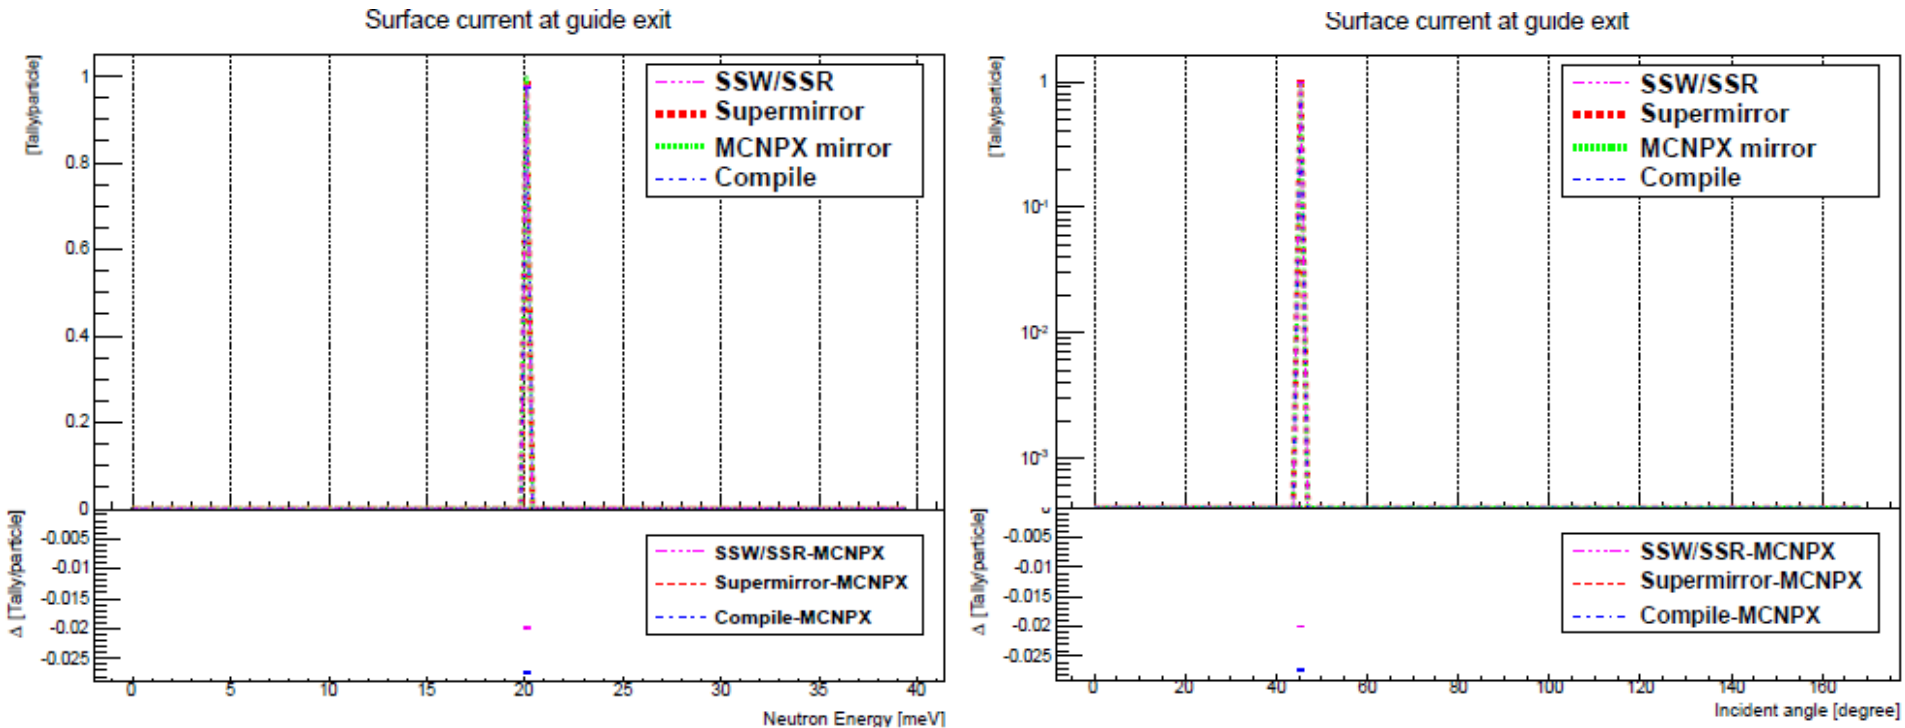 Surface current at guide exit
[Tally/particle]
1
0.8
0.6
0.4
0.2
0
SSW/SSR
Supermirror
MCNPX mirror
Compile
Δ [Tally/particle]
-0.005
-0.01
-0.015
-0.02
-0.025
SSW/SSR-MCNPX
Supermirror-MCNPX
Compile-MCNPX
0 5 10 15 20 25 30 35 40
Neutron Energy [meV]
Surface current at guide exit
[Tally/particle]
1
10⁻¹
10⁻²
10⁻³
SSW/SSR
Supermirror
MCNPX mirror
Compile
Δ [Tally/particle]
0
-0.005
-0.01
-0.015
-0.02
-0.025
SSW/SSR-MCNPX
Supermirror-MCNPX
Compile-MCNPX
0 20 40 60 80 100 120 140 160
Incident angle [degree]